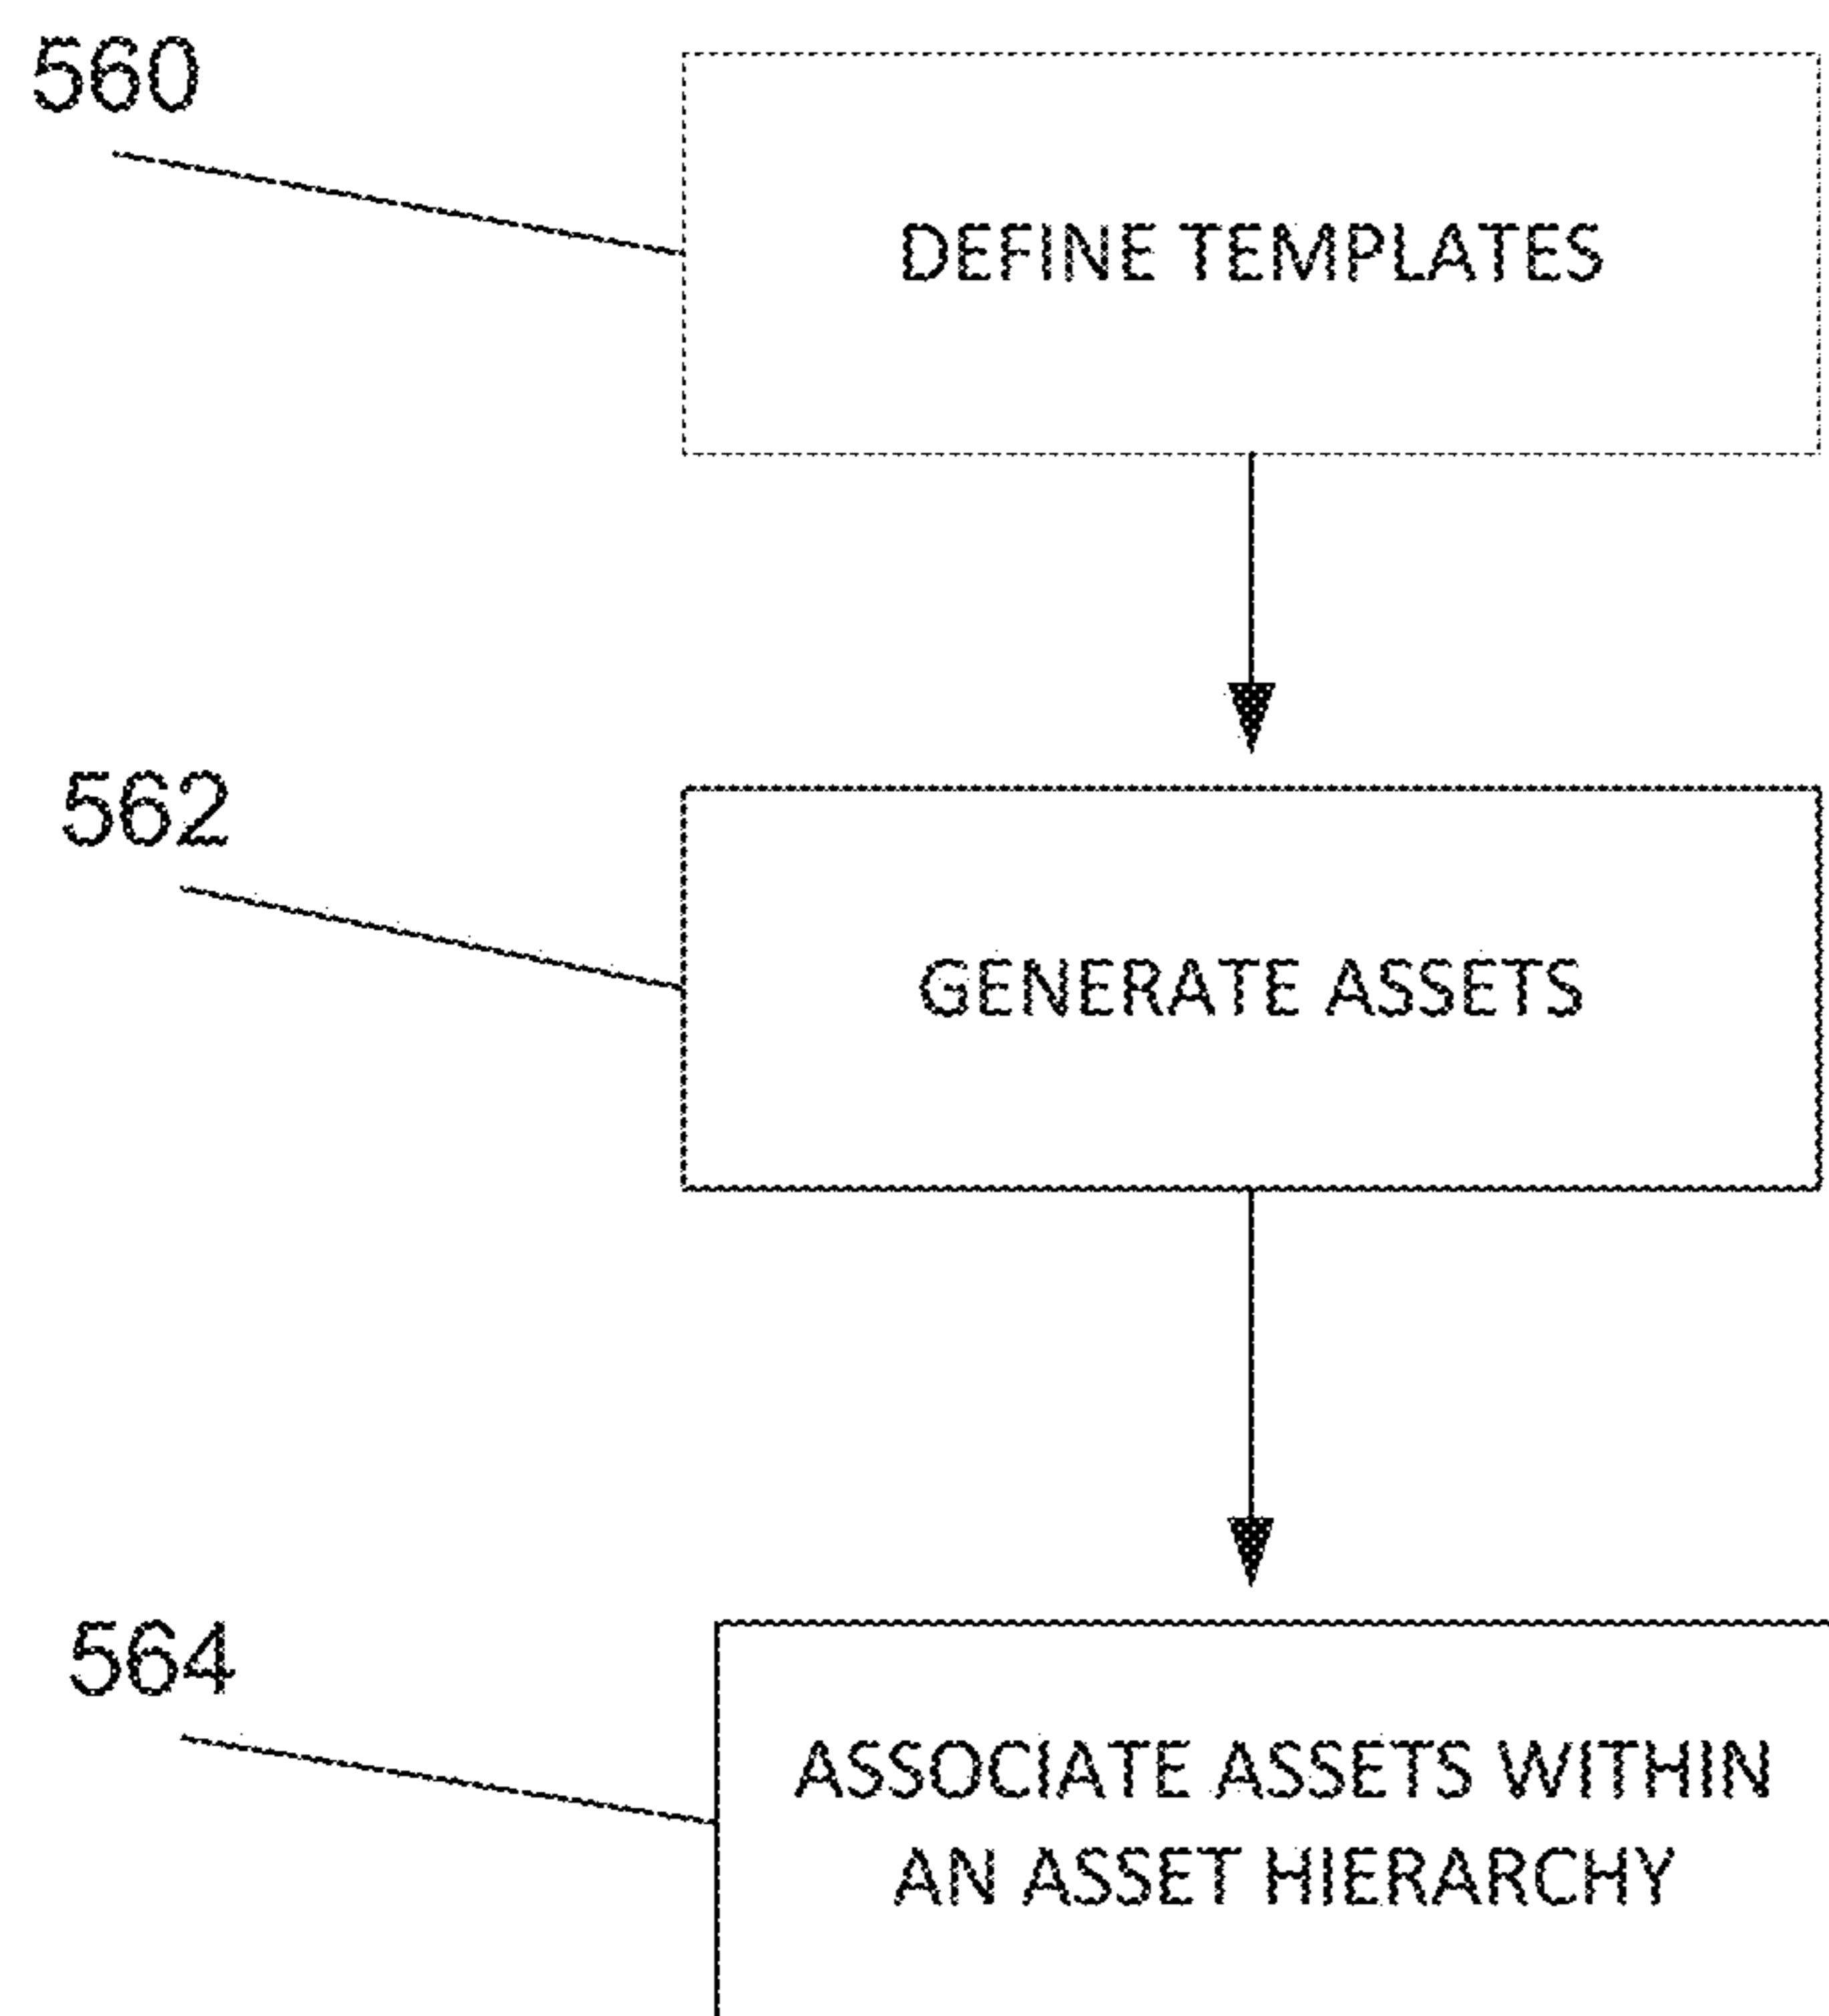 560
DEFINE TEMPLATES
562
GENERATE ASSETS
564
ASSOCIATE ASSETS WITHIN
AN ASSET HIERARCHY